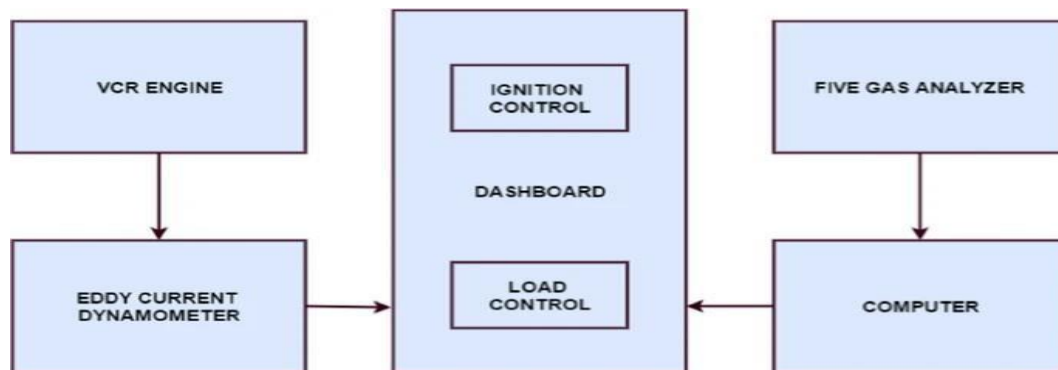 VCR ENGINE
IGNITION
CONTROL
FIVE GAS ANALYZER
DASHBOARD
EDDY CURRENT
DYNAMOMETER
LOAD
CONTROL
COMPUTER